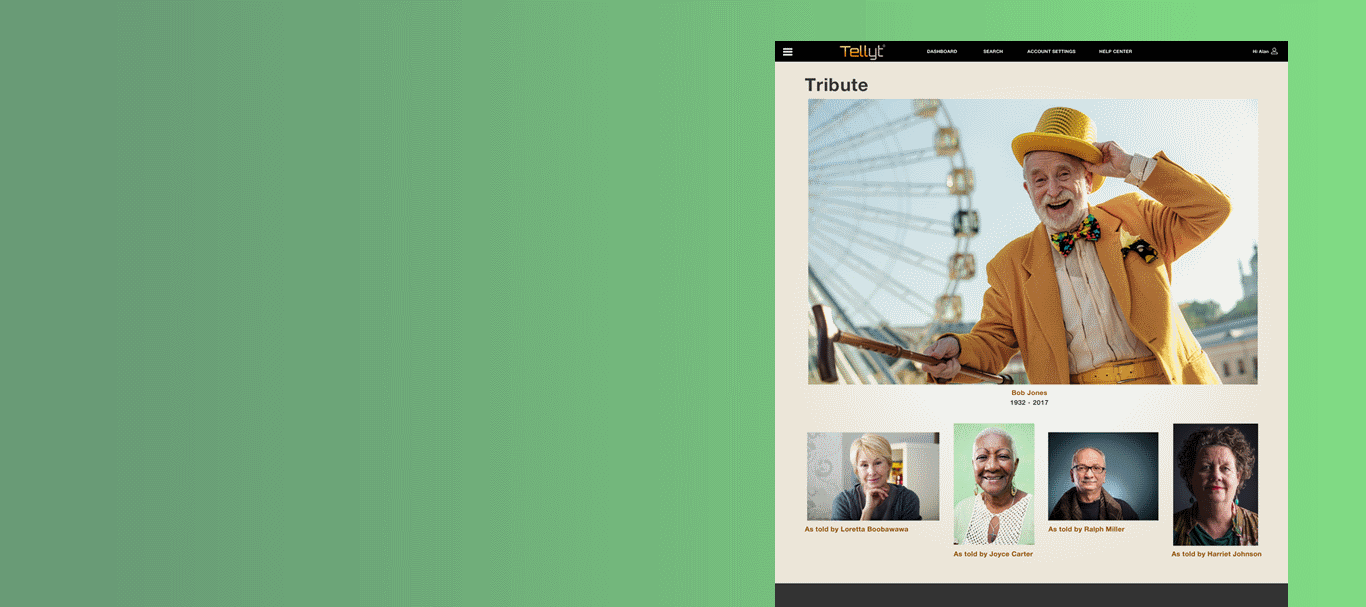 Tellyt
DASHBOARD
SEARCH
ACCOUNT SETTINGS
HELP CENTER
Hi Alan
Tribute
Bob Jones
1932 - 2017
As told by Loretta Boobawawa
As told by Joyce Carter
As told by Ralph Miller
As told by Harriet Johnson